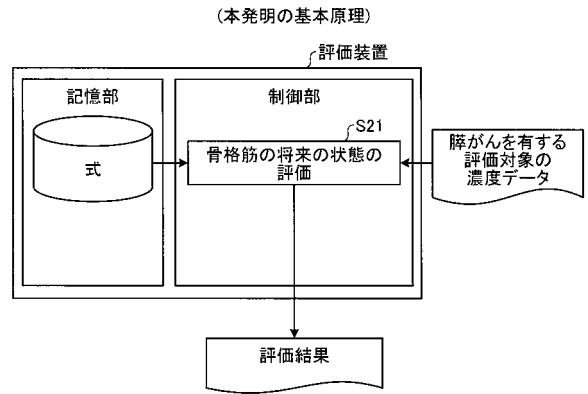 (本発明の基本原理)
評価装置
記憶部
制御部
S21
式
骨格筋の将来の状態の
評価
膵がんを有する
評価対象の
濃度データ
評価結果